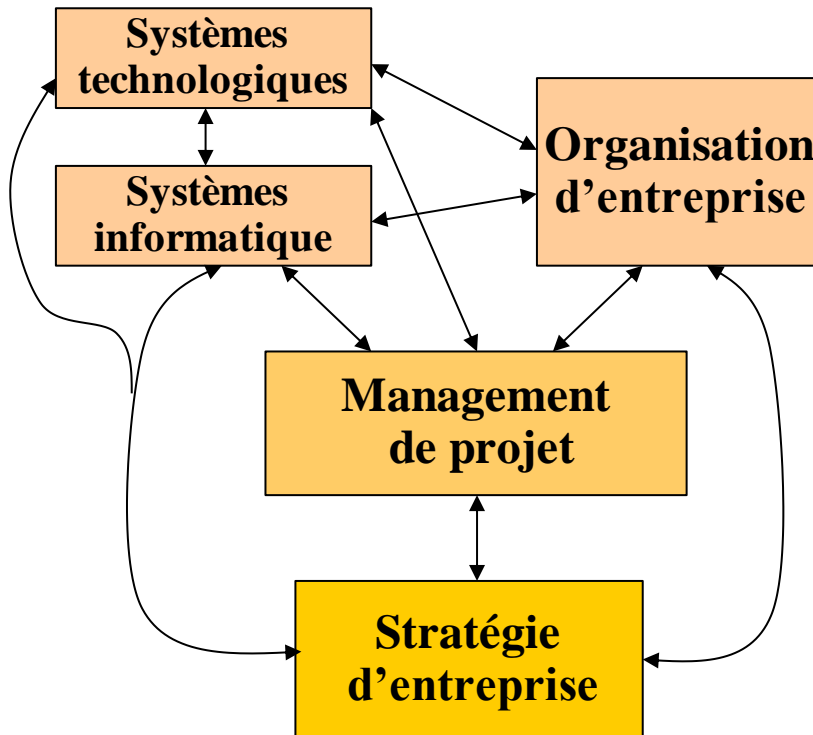 Systèmes
technologiques
Organisation
d’entreprise
Systèmes
informatique
Management
de projet
Stratégie
d’entreprise